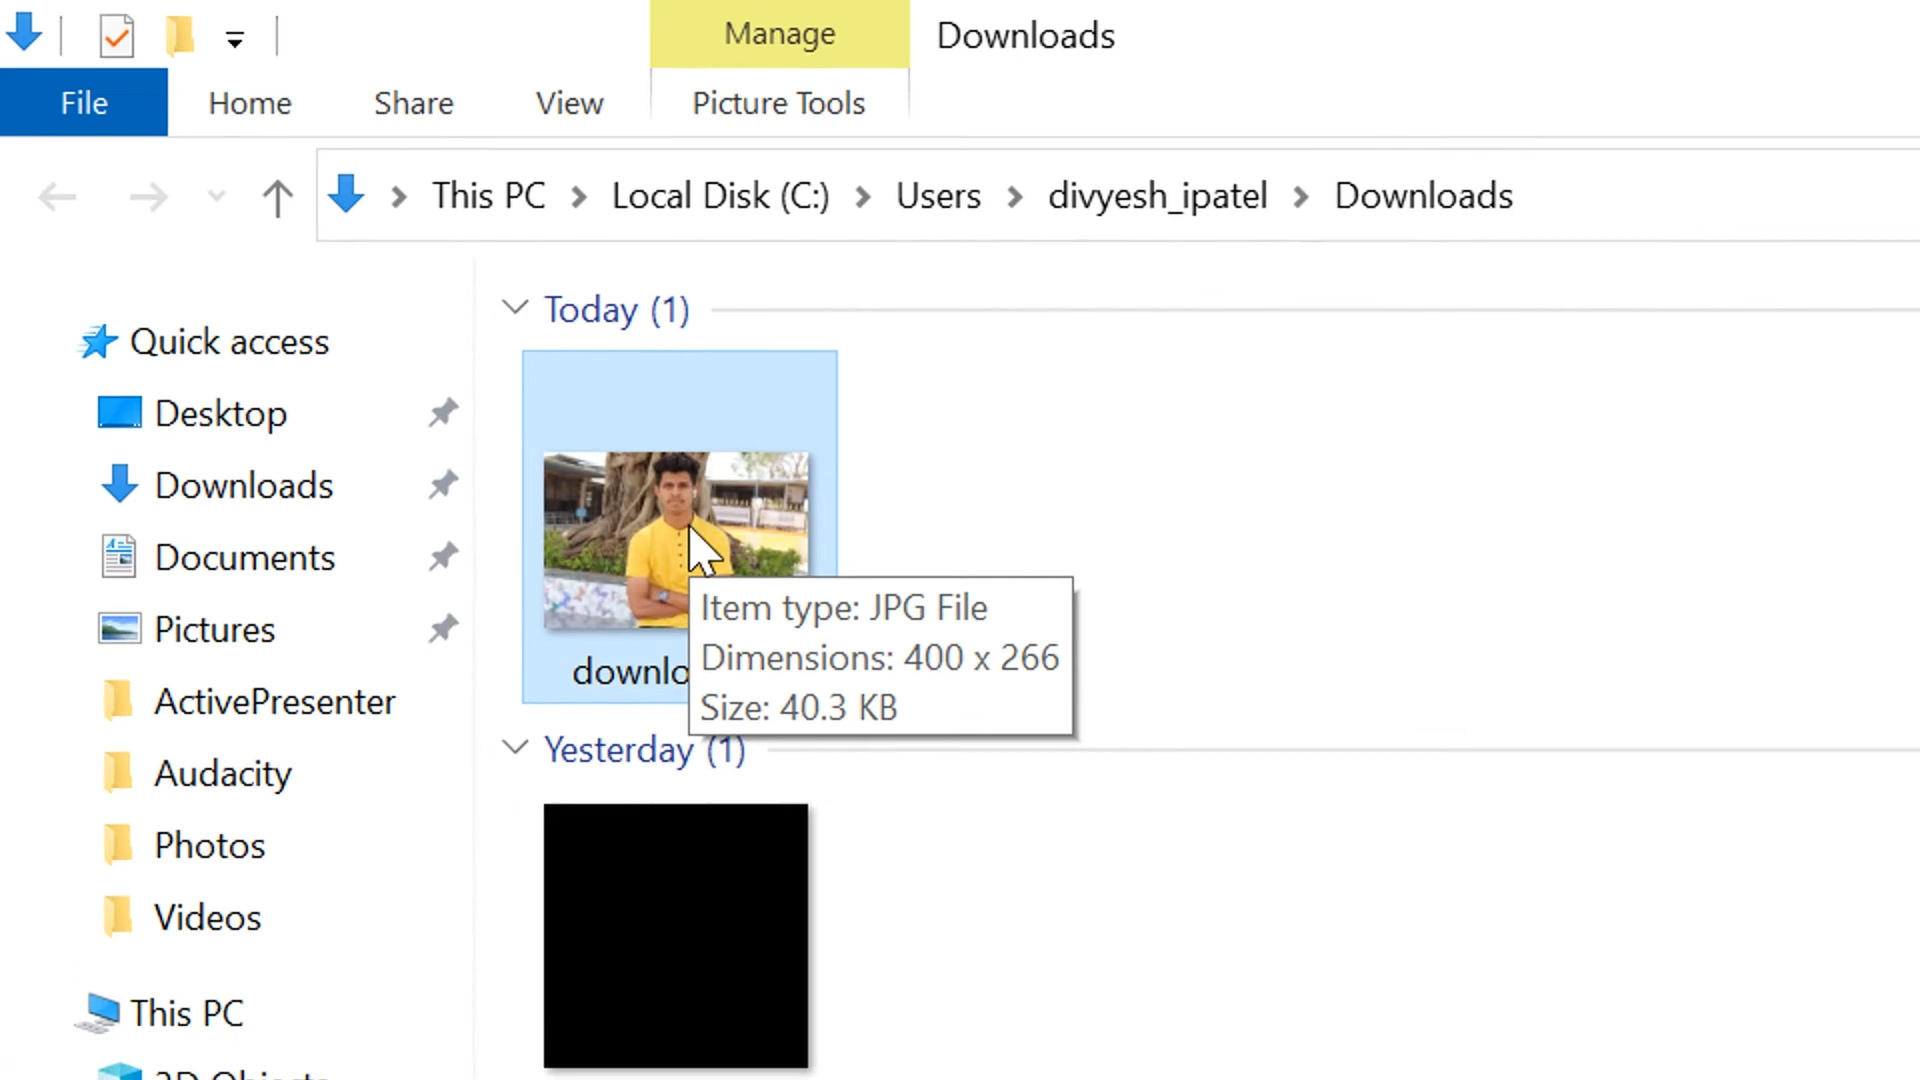 Manage
Downloads
File
Home
Share
View
Picture Tools
This PC
Local Disk (C:)
Users
divyesh_ipatel
Downloads
Quick access
Desktop
Downloads
Documents
Pictures
ActivePresenter
Audacity
Photos
Videos
This PC
3D Objects
Today (1)
downlo
Item type: JPG File
Dimensions: 400 x 266
Size: 40.3 KB
Yesterday (1)